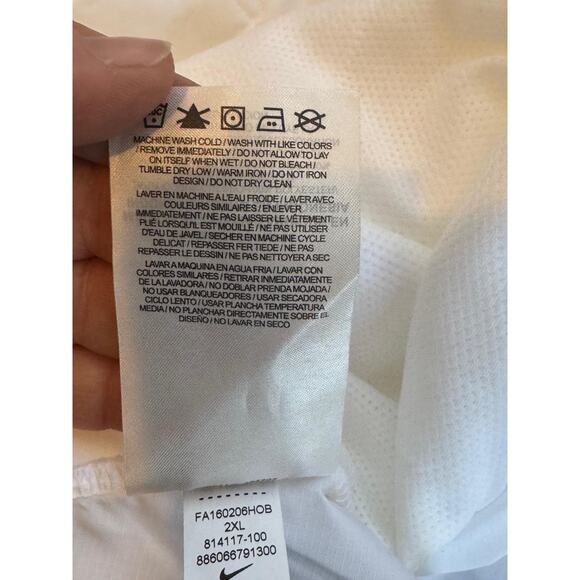 MACHINE WASH COLD / WASH WITH LIKE COLORS
/ REMOVE IMMEDIATELY / DO NOT ALLOW TO LAY
ON ITSELF WHEN WET / DO NOT BLEACH /
TUMBLE DRY LOW / WARM IRON / DO NOT IRON
DESIGN / DO NOT DRY CLEAN
LAVER EN MACHINE A L'EAU FROIDE / LAVER AVEC
COULEURS SIMILAIRES / ENLEVER
IMMÉDIATEMENT / NE PAS LAISSER LE VÊTEMENT
PLIÉ LORSQU'IL EST MOUILLÉ / NE PAS UTILISER
D'EAU DE JAVEL / SECHER EN MACHINE CYCLE
DELICAT / REPASSER FER TIEDE / NE PAS
REPASSER LE DESSIN / NE PAS NETTOYER A SEC
LAVAR A MAQUINA EN AGUA FRIA / LAVAR CON
COLORES SIMILARES / RETIRAR INMEDIATAMENTE
DE LA LAVADORA / NO DOBLAR PRENDA MOJADA /
NO USAR BLANQUEADORES / USAR SECADORA
CICLO LENTO / USAR PLANCHA TEMPERATURA
MEDIA / NO PLANCHAR DIRECTAMENTE SOBRE EL
DISEÑO / NO LAVAR EN SECO
FA160206HOB
2XL
814117-100
886066791300